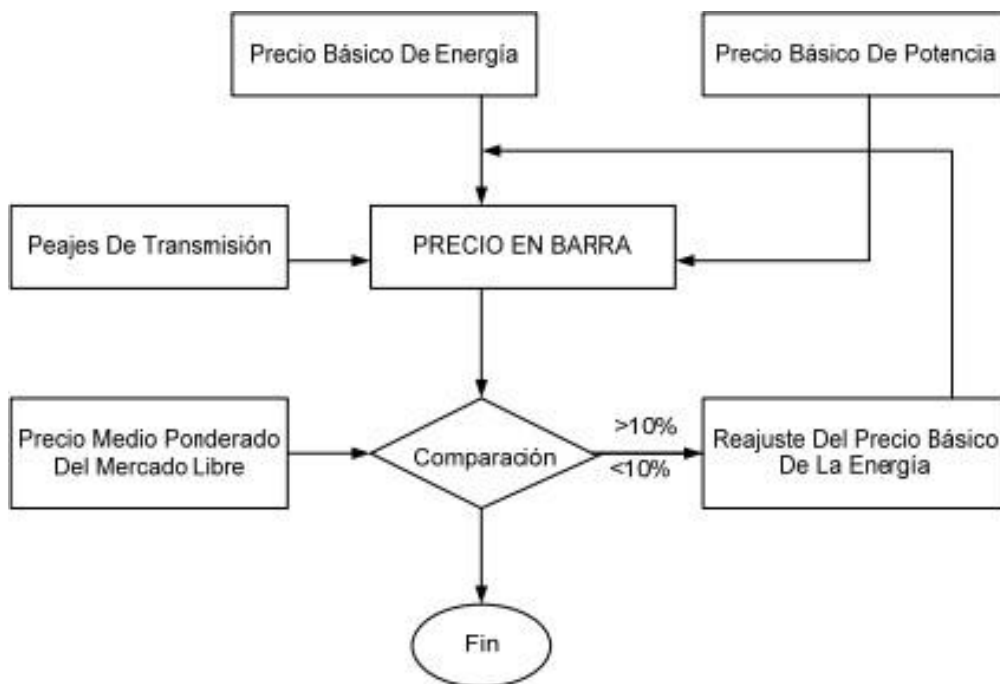 Precio Básico De Energía
Precio Básico De Potencia
Peajes De Transmisión
PRECIO EN BARRA
Precio Medio Ponderado
Del Mercado Libre
Comparación
>10%
<10%
Reajuste Del Precio Básico
De La Energía
Fin